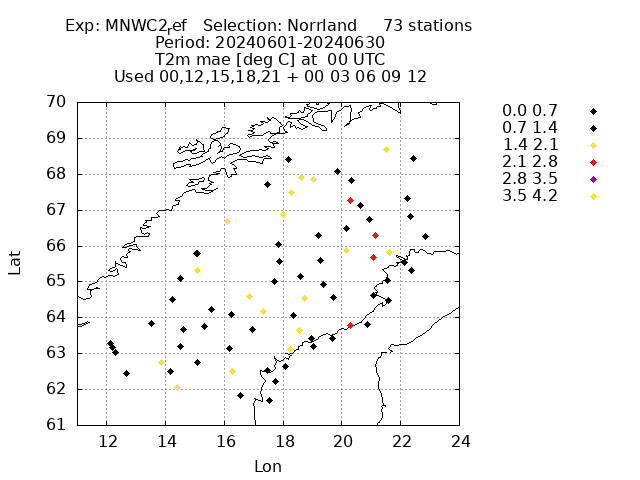 Exp: MNWC2ref   Selection: Norrland     73 stations
Period: 20240601-20240630
T2m mae [deg C] at  00 UTC
Used 00,12,15,18,21 + 00 03 06 09 12
0.0 0.7
0.7 1.4
1.4 2.1
2.1 2.8
2.8 3.5
3.5 4.2
70
69
68
67
66
65
64
63
62
61
Lat
12 14 16 18 20 22 24
Lon